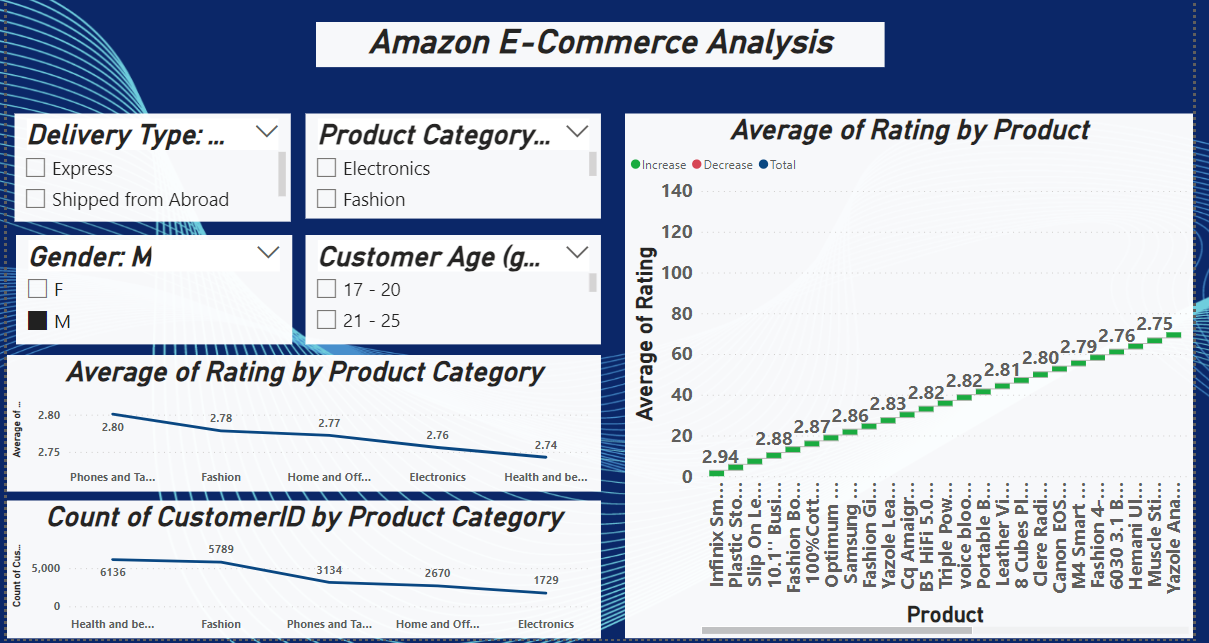 Amazon E-Commerce Analysis
Delivery Type: ...
Express
Shipped from Abroad
Product Category...
Electronics
Fashion
Gender: M
F
M
Customer Age (g...
17 - 20
21 - 25
Average of Rating by Product Category
Average of ...
2.80
2.75
2.80
2.78
2.77
2.76
2.74
Phones and Ta...
Fashion
Home and Off...
Electronics
Health and be...
Count of CustomerID by Product Category
Count of Cus...
5,000
0
6136
5789
3134
2670
1729
Health and be...
Fashion
Phones and Ta...
Home and Off...
Electronics
Average of Rating by Product
Increase
Decrease
Total
Average of Rating
140
120
100
80
60
40
20
0
2.94
2.88
2.87
2.86
2.83
2.82
2.82
2.81
2.80
2.79
2.76
2.75
Infinix Sm...
Plastic Sto...
Slip On Le...
10.1'' Busi...
Fashion Bo...
100%Cott...
Optimum ...
Samsung ...
Fashion Gi...
Yazole Lea...
Cq Amaigr...
B5 HiFi 5.0...
Triple Pow...
voice bloo...
Portable B...
Leather Vi...
8 Cubes Pl...
Clere Radi...
Canon EOS...
M4 Smart ...
Fashion 4-...
6030 3.1 B...
Hemani Ul...
Muscle Sti...
Yazole Ana...
Product